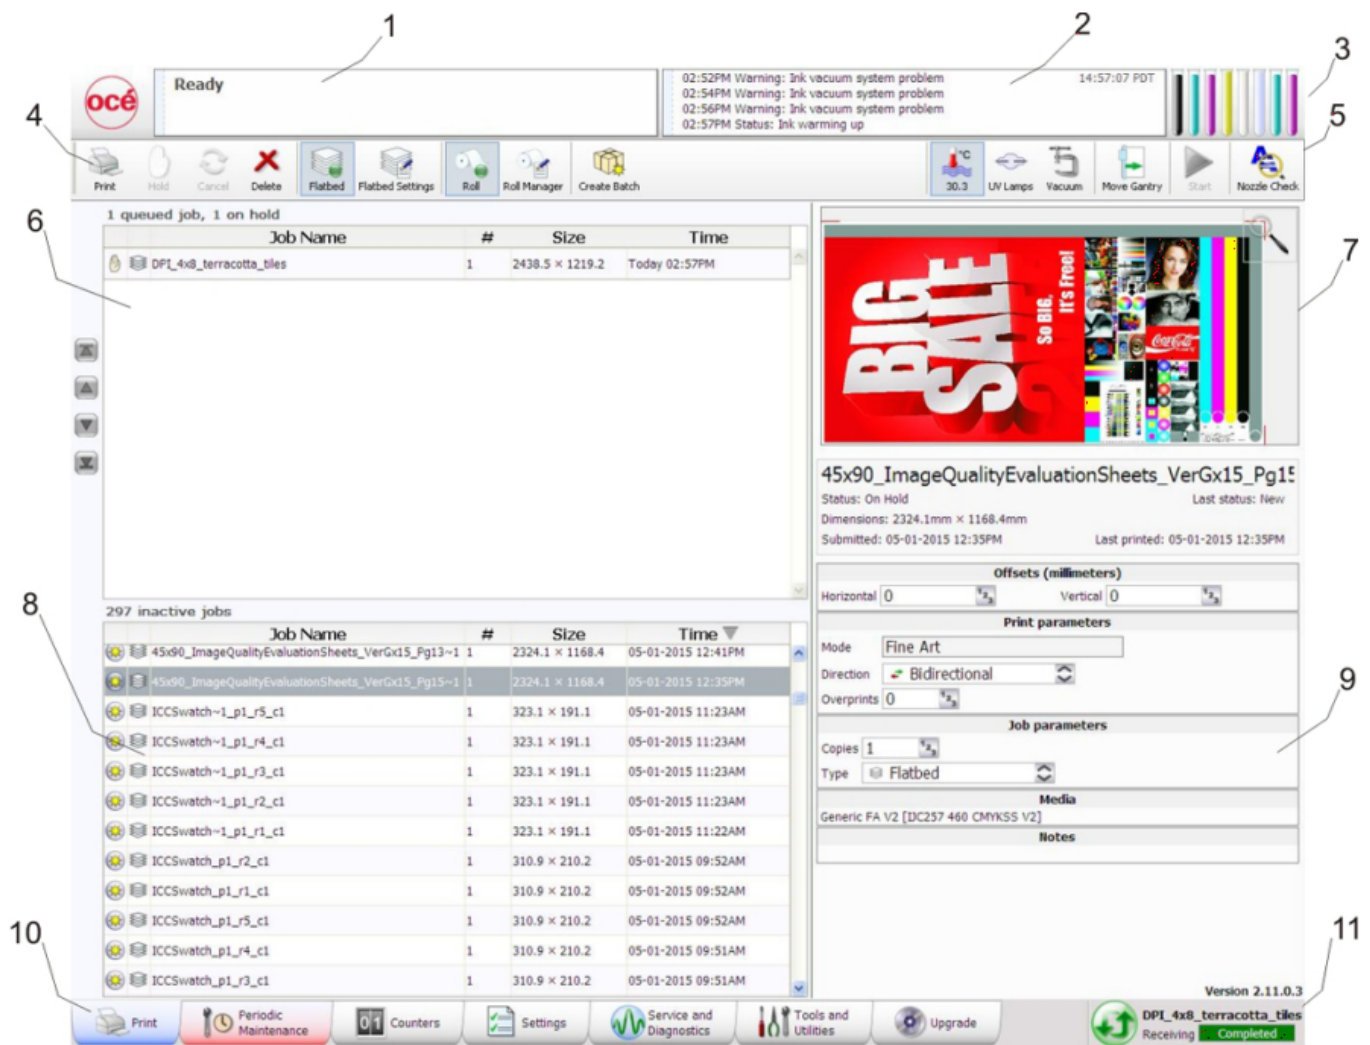 1
2
3
océ
Ready
02:52PM Warning: Ink vacuum system problem
14:57:07 PDT
02:54PM Warning: Ink vacuum system problem
02:56PM Warning: Ink vacuum system problem
02:57PM Status: Ink warming up
4
5
°C
Print
Hold
Cancel
Delete
Flatbed
Flatbed Settings
Roll
Roll Manager
Create Batch
30.3
UV Lamps
Vacuum
Move Gantry
Start
Nozzle Check
6
1 queued job, 1 on hold
Job Name # Size Time
DPI_4x8_terracotta_tiles 1 2438.5 × 1219.2 Today 02:57PM
7
BIG
SALE
So BIG,
It's Free!
Coca-Cola
45x90_ImageQualityEvaluationSheets_VerGx15_Pg15
Status: On Hold
Last status: New
Dimensions: 2324.1mm × 1168.4mm
Submitted: 05-01-2015 12:35PM
Last printed: 05-01-2015 12:35PM
Offsets (millimeters)
Horizontal 0
Vertical 0
Print parameters
Mode Fine Art
Direction Bidirectional
Overprints 0
Job parameters
Copies 1
Type Flatbed
Media
Generic FA V2 [IJC257 460 CMYKSS V2]
Notes
8
9
297 inactive jobs
Job Name # Size Time
45x90_ImageQualityEvaluationSheets_VerGx15_Pg13~1 1 2324.1 × 1168.4 05-01-2015 12:41PM
45x90_ImageQualityEvaluationSheets_VerGx15_Pg15~1 1 2324.1 × 1168.4 05-01-2015 12:35PM
ICCSwatch~1_p1_r5_c1 1 323.1 × 191.1 05-01-2015 11:23AM
ICCSwatch~1_p1_r4_c1 1 323.1 × 191.1 05-01-2015 11:23AM
ICCSwatch~1_p1_r3_c1 1 323.1 × 191.1 05-01-2015 11:23AM
ICCSwatch~1_p1_r2_c1 1 323.1 × 191.1 05-01-2015 11:23AM
ICCSwatch~1_p1_r1_c1 1 323.1 × 191.1 05-01-2015 11:22AM
ICCSwatch_p1_r2_c1 1 310.9 × 210.2 05-01-2015 09:52AM
ICCSwatch_p1_r1_c1 1 310.9 × 210.2 05-01-2015 09:52AM
ICCSwatch_p1_r5_c1 1 310.9 × 210.2 05-01-2015 09:52AM
ICCSwatch_p1_r4_c1 1 310.9 × 210.2 05-01-2015 09:51AM
ICCSwatch_p1_r3_c1 1 310.9 × 210.2 05-01-2015 09:51AM
10
11
Version 2.11.0.3
Print
Periodic Maintenance
01
Counters
Settings
Service and Diagnostics
Tools and Utilities
Upgrade
DPI_4x8_terracotta_tiles
Receiving Completed